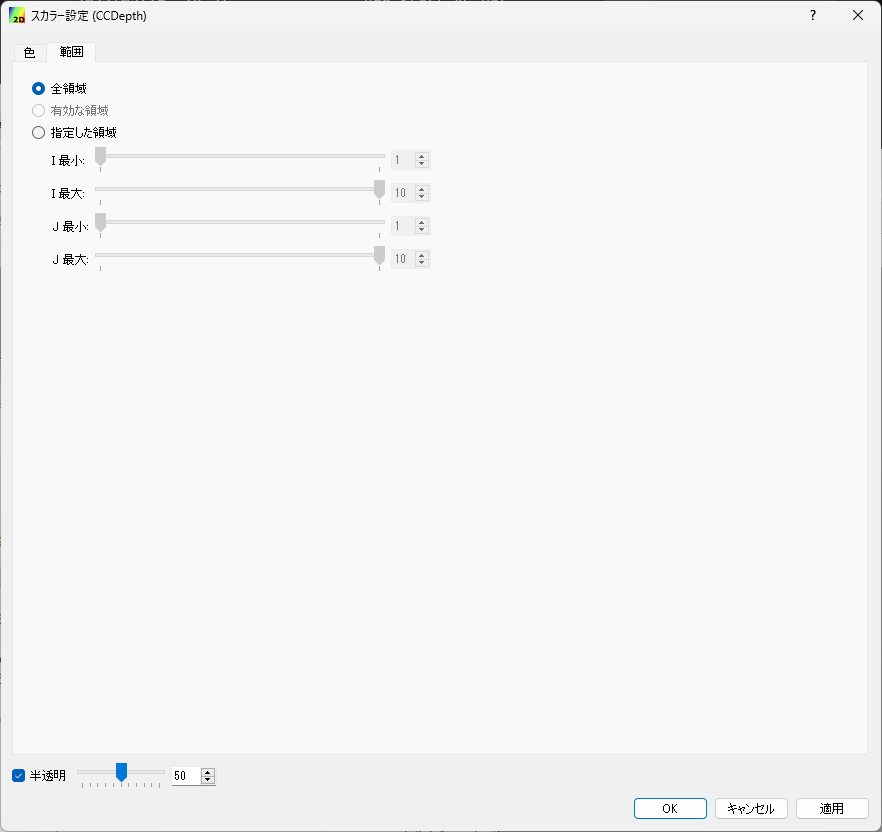 2D スカラー設定 (CCDepth) ?
色 範囲
全領域
有効な領域
指定した領域
I 最小: 1
I 最大: 10
J 最小: 1
J 最大: 10
半透明 50
OK キャンセル 適用